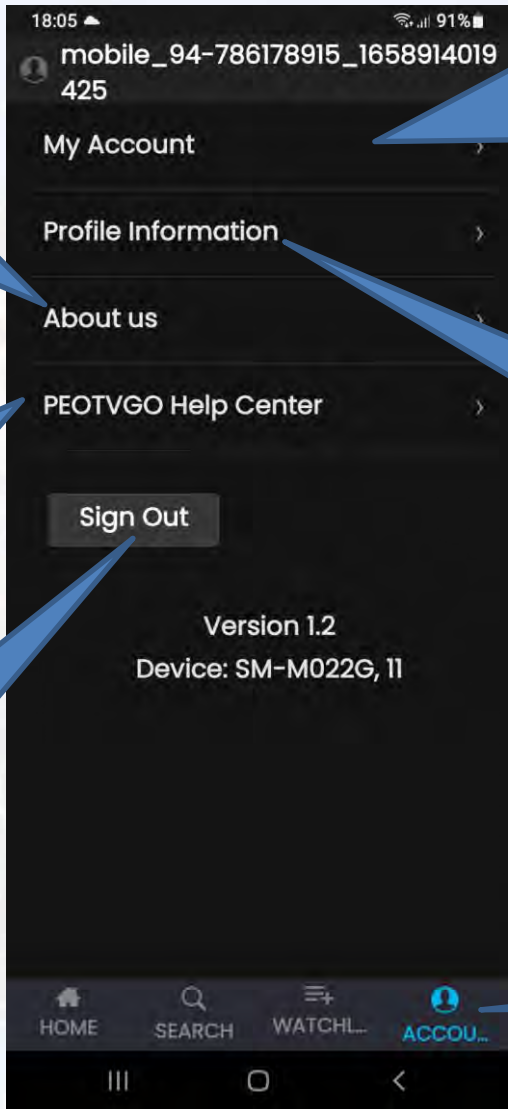 18:05 91%
mobile_94-786178915_1658914019
425
My Account
Profile Information
About us
PEOTVGO Help Center
Sign Out
Version 1.2
Device: SM-M022G, 11
HOME SEARCH WATCHL... ACCOU...